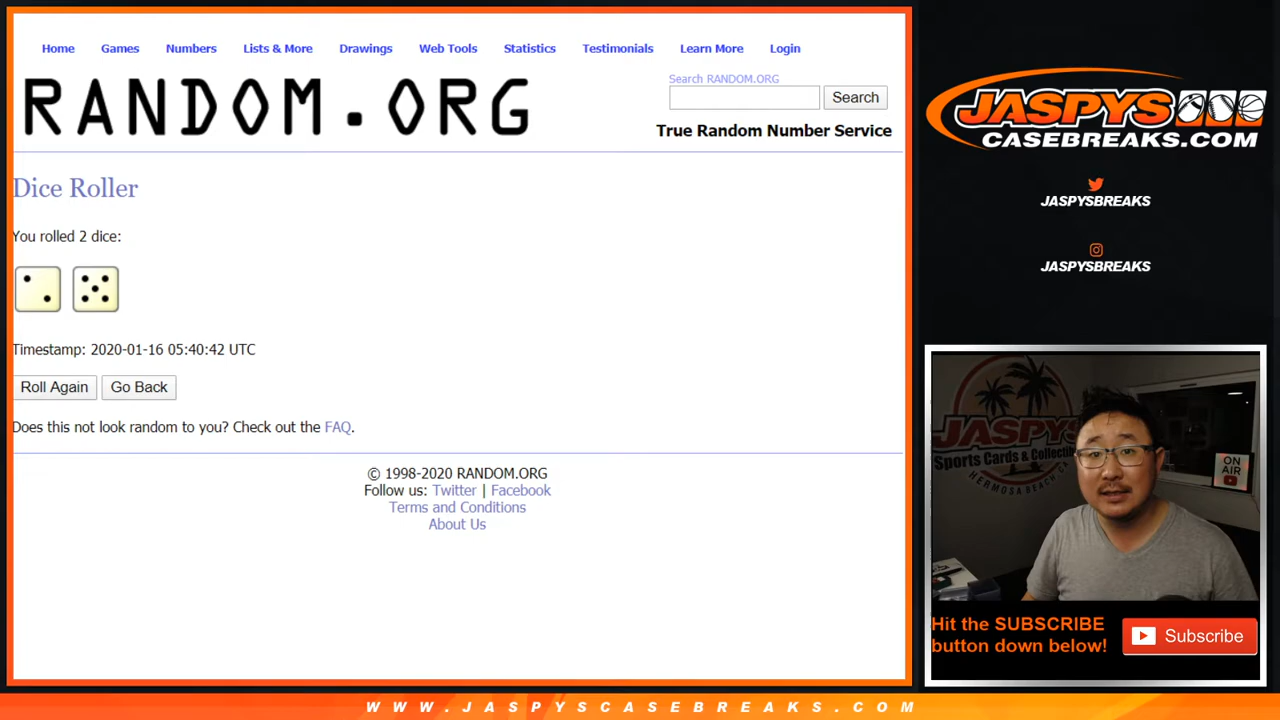 Home Games Numbers Lists & More Drawings Web Tools Statistics Testimonials Learn More Login
RANDOM.ORG
Search RANDOM.ORG
Search
True Random Number Service
Dice Roller
You rolled 2 dice:
Timestamp: 2020-01-16 05:40:42 UTC
Roll Again Go Back
Does this not look random to you? Check out the FAQ.
© 1998-2020 RANDOM.ORG
Follow us: Twitter | Facebook
Terms and Conditions
About Us
JASPYS
CASEBREAKS.COM
JASPYSBREAKS
JASPYSBREAKS
JASPYS
Sports Cards & Collectib
HERMOSA BEACH, CA
ON
AIR
Hit the SUBSCRIBE
button down below!
Subscribe
WWW.JASPYSCASEBREAKS.COM